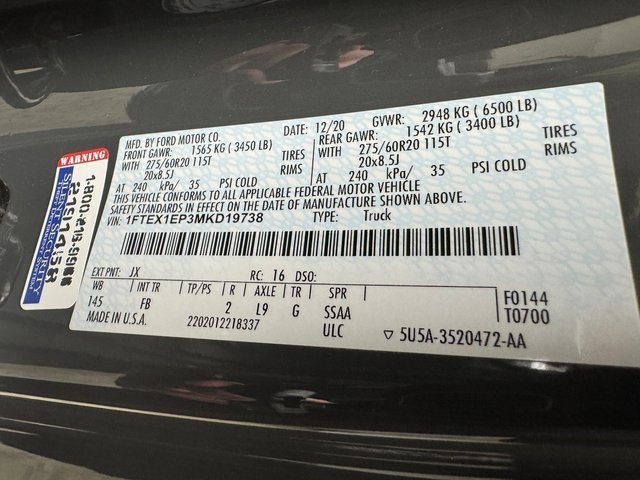 MFD. BY FORD MOTOR CO.
DATE: 12/20 GVWR: 2948 KG ( 6500 LB)
FRONT GAWR: 1565 KG ( 3450 LB)
REAR GAWR: 1542 KG ( 3400 LB)
WITH 275/60R20 115T TIRES
WITH 275/60R20 115T TIRES
20x8.5J RIMS
20x8.5J RIMS
AT 240 kPa/ 35 PSI COLD
AT 240 kPa/ 35 PSI COLD
THIS VEHICLE CONFORMS TO ALL APPLICABLE FEDERAL MOTOR VEHICLE
SAFETY STANDARDS IN EFFECT ON THE DATE OF MANUFACTURE SHOWN ABOVE.
VIN: 1FTEX1EP3MKD19738 TYPE: Truck
EXT PNT: JX RC: 16 DSO:
WB INT TR TP/PS R AXLE TR SPR
145 FB 2 L9 G SSAA F0144
MADE IN U.S.A. 2202012218337 ULC T0700
5U5A-3520472-AA
WARNING
SILENT SECURITY